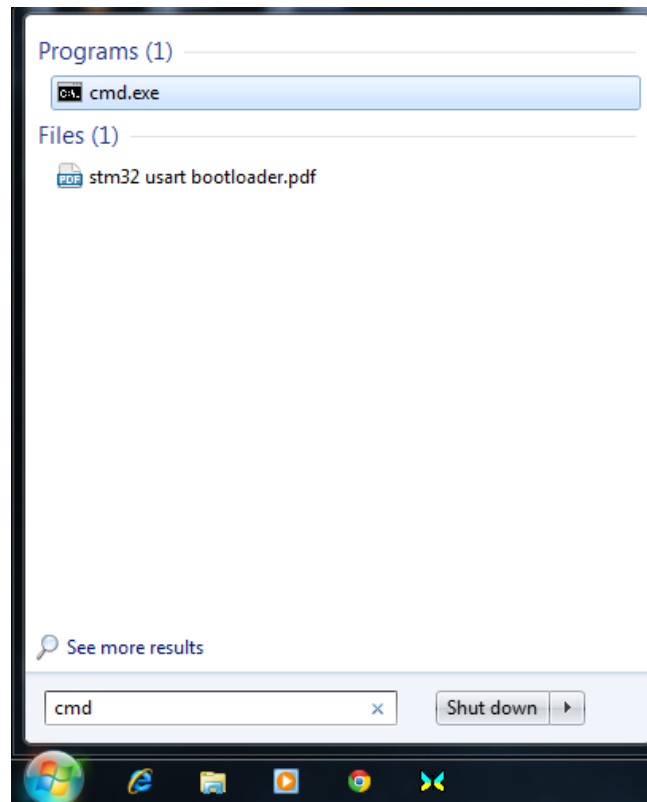 Programs (1)
cmd.exe
Files (1)
stm32 usart bootloader.pdf
See more results
cmd
Shut down